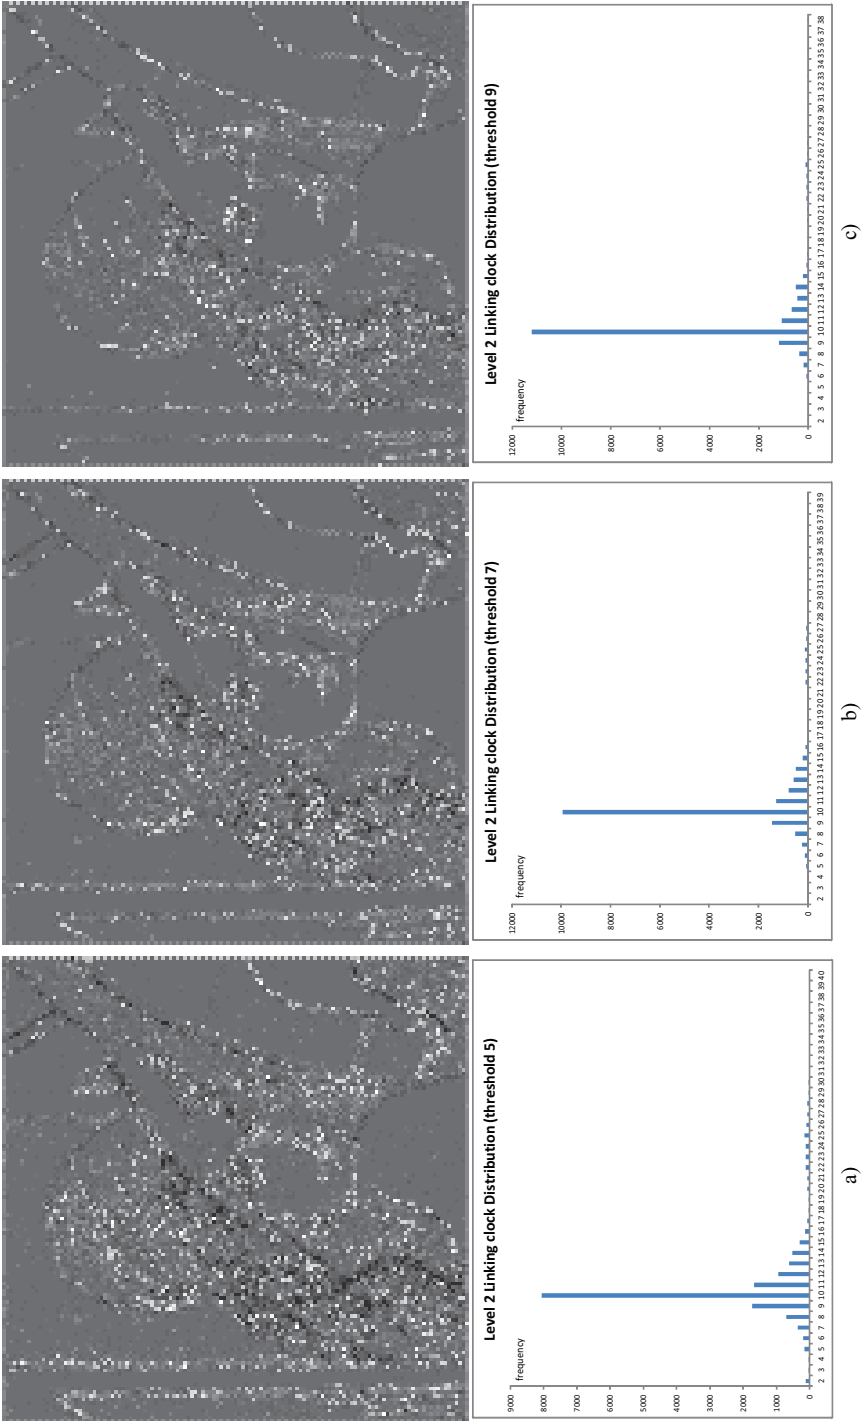 Level 2 Linking clock Distribution (threshold 5)
frequency
9000
8000
7000
6000
5000
4000
3000
2000
1000
0
2 3 4 5 6 7 8 9 10 11 12 13 14 15 16 17 18 19 20 21 22 23 24 25 26 27 28 29 30 31 32 33 34 35 36 37 38 39 40
a)
Level 2 Linking clock Distribution (threshold 7)
frequency
12000
10000
8000
6000
4000
2000
0
2 3 4 5 6 7 8 9 10 11 12 13 14 15 16 17 18 19 20 21 22 23 24 25 26 27 28 29 30 31 32 33 34 35 36 37 38 39
b)
Level 2 Linking clock Distribution (threshold 9)
frequency
12000
10000
8000
6000
4000
2000
0
2 3 4 5 6 7 8 9 10 11 12 13 14 15 16 17 18 19 20 21 22 23 24 25 26 27 28 29 30 31 32 33 34 35 36 37 38
c)